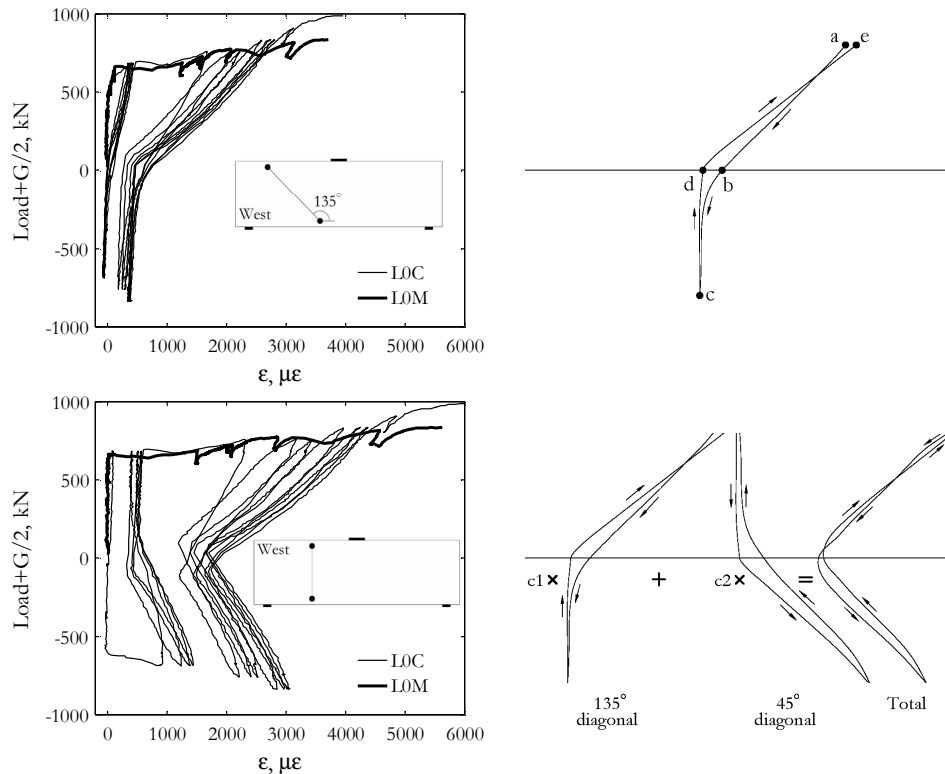 1000
500
0
-500
-1000
Load+G/2, kN
West
135°
L0C
L0M
0 1000 2000 3000 4000 5000 6000
ε, με
a e
d b
c
1000
500
0
-500
-1000
Load+G/2, kN
West
L0C
L0M
0 1000 2000 3000 4000 5000 6000
ε, με
c1× + c2× =
135° 45° Total
diagonal diagonal